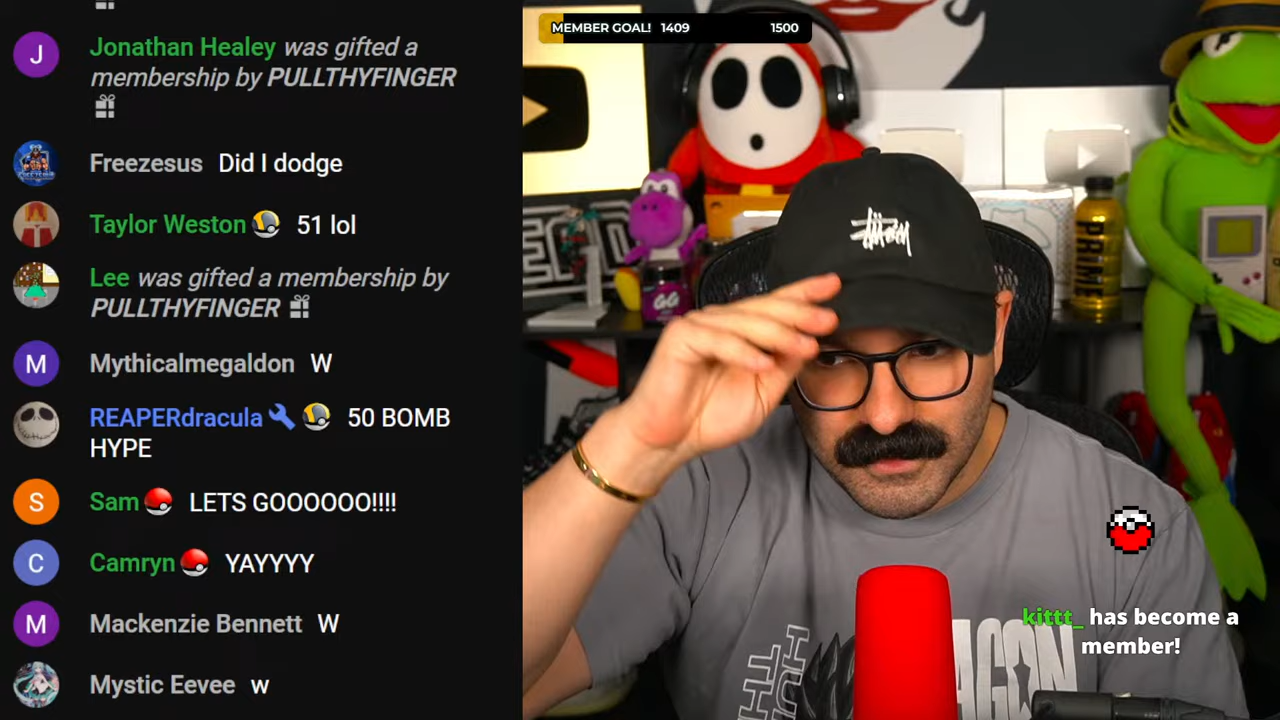 Jonathan Healey was gifted a
membership by PULLTHYFINGER
Freezesus Did I dodge
Taylor Weston 51 lol
Lee was gifted a membership by
PULLTHYFINGER
Mythicalmegaldon W
REAPERdracula 50 BOMB
HYPE
Sam LETS GOOOOOO!!!!
Camryn YAYYYY
Mackenzie Bennett W
Mystic Eevee w
J
M
S
C
M
MEMBER GOAL! 1409 1500
PRIME
GG
kittt_ has become a
member!